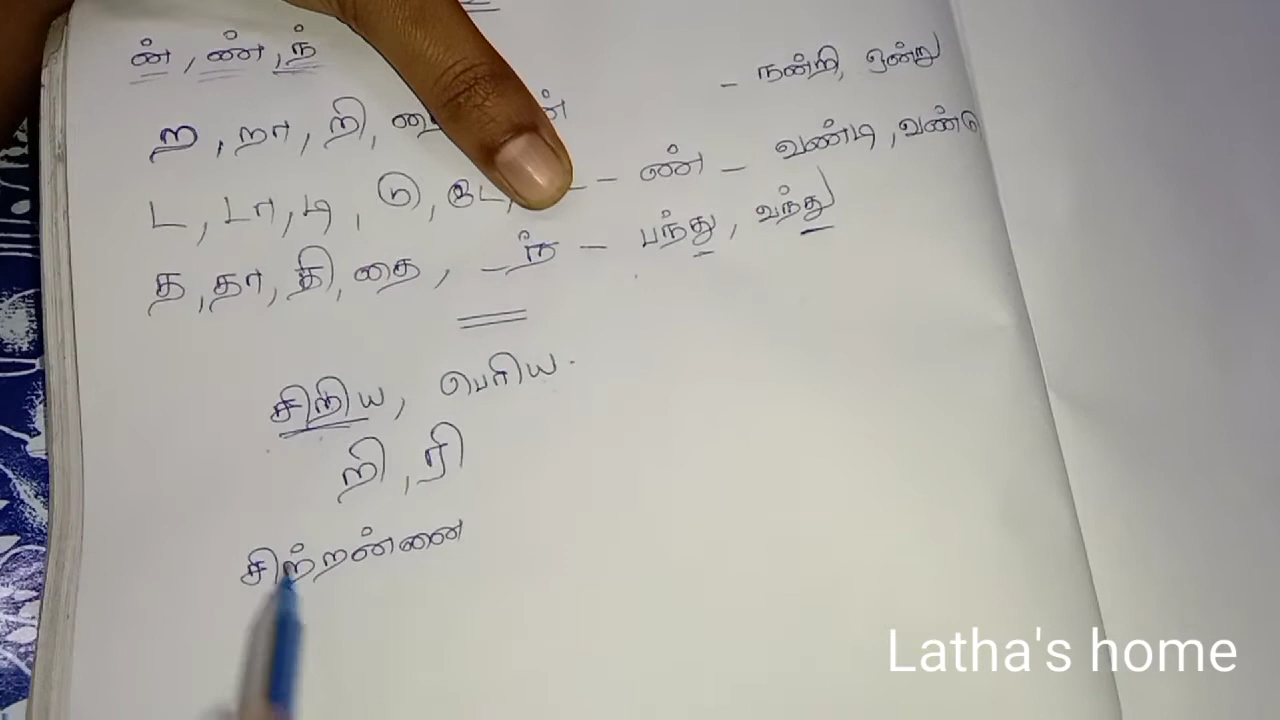 ன், ண், ந்
ற, றா, றி, - நன்றி, ஒன்று
ட, டா, டி, டு, - ண் - வண்டி, வண்டு
த, தா, தி, தை, - ந் - பந்து, வந்து
சிறிய, பெரிய.
றி, ரி
சிற்றன்னை
Latha's home